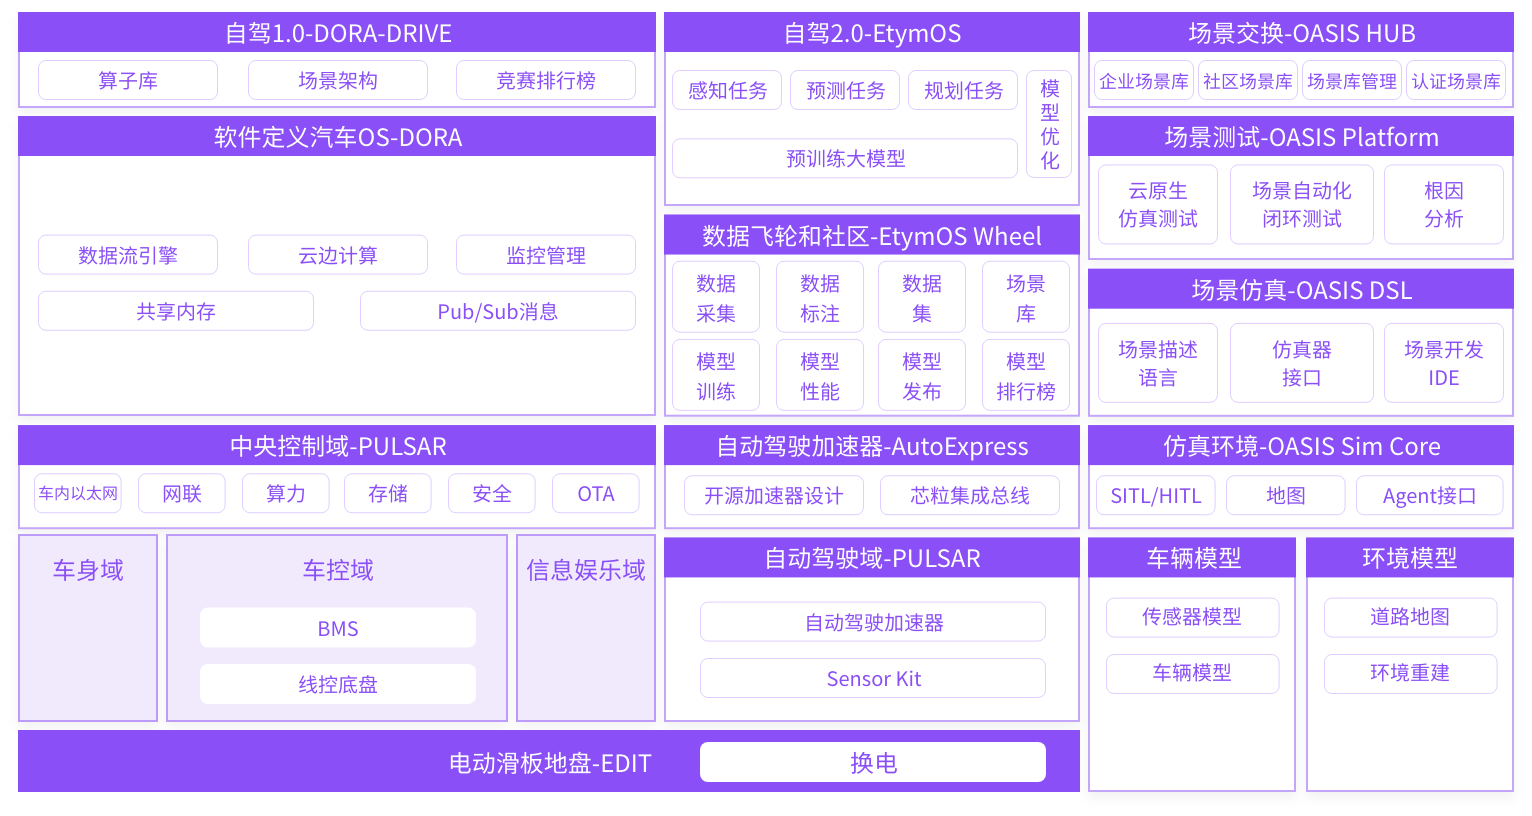 自驾1.0-DORA-DRIVE
算子库
场景架构
竞赛排行榜
软件定义汽车OS-DORA
数据流引擎
云边计算
监控管理
共享内存
Pub/Sub消息
中央控制域-PULSAR
车内以太网
网联
算力
存储
安全
OTA
车身域
车控域
BMS
线控底盘
信息娱乐域
自驾2.0-EtymOS
感知任务
预测任务
规划任务
预训练大模型
模
型
优
化
数据飞轮和社区-EtymOS Wheel
数据
采集
数据
标注
数据
集
场景
库
模型
训练
模型
性能
模型
发布
模型
排行榜
自动驾驶加速器-AutoExpress
开源加速器设计
芯粒集成总线
自动驾驶域-PULSAR
自动驾驶加速器
Sensor Kit
电动滑板地盘-EDIT
换电
场景交换-OASIS HUB
企业场景库
社区场景库
场景库管理
认证场景库
场景测试-OASIS Platform
云原生
仿真测试
场景自动化
闭环测试
根因
分析
场景仿真-OASIS DSL
场景描述
语言
仿真器
接口
场景开发
IDE
仿真环境-OASIS Sim Core
SITL/HITL
地图
Agent接口
车辆模型
传感器模型
车辆模型
环境模型
道路地图
环境重建